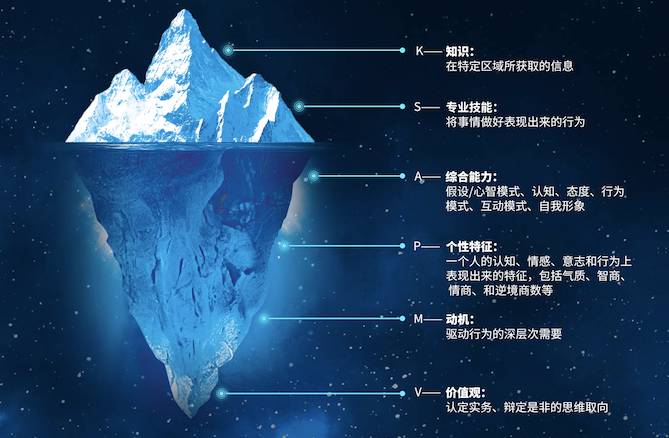 K— 知识：
在特定区域所获取的信息
S— 专业技能：
将事情做好表现出来的行为
A— 综合能力：
假设/心智模式、认知、态度、行为
模式、互动模式、自我形象
P— 个性特征：
一个人的认知、情感、意志和行为上
表现出来的特征，包括气质、智商、
情商、和逆境商数等
M— 动机：
驱动行为的深层次需要
V— 价值观：
认定实务、辩定是非的思维取向